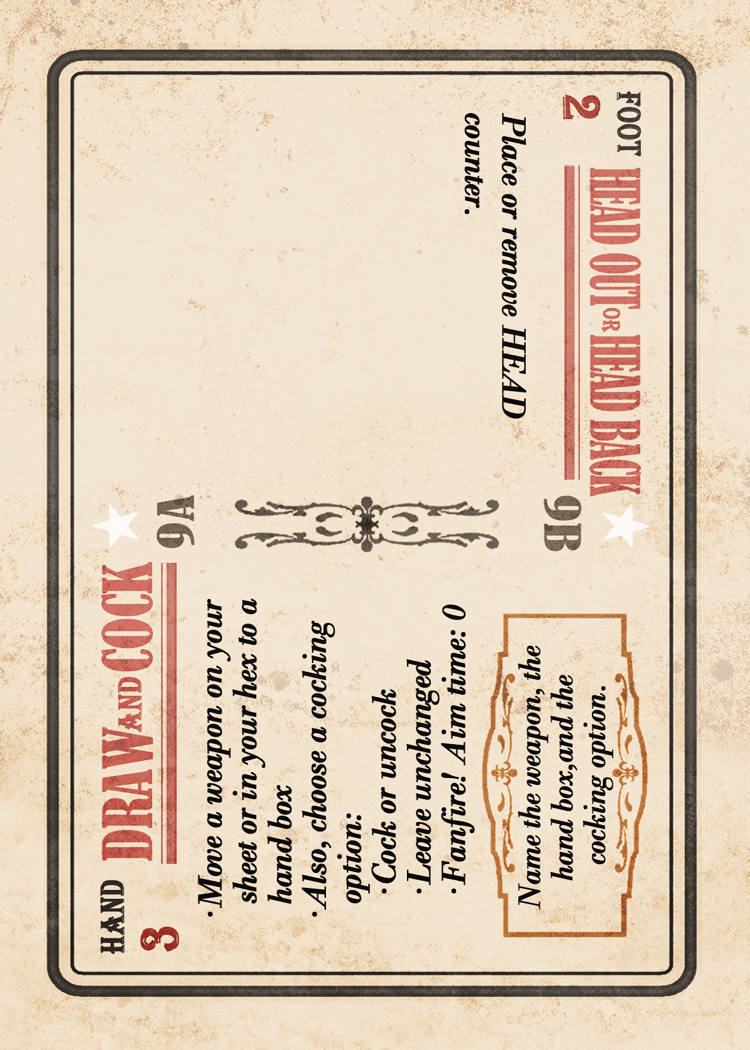 HAND
3
DRAW AND COCK
9A
· Move a weapon on your
sheet or in your hex to a
hand box
· Also, choose a cocking
option:
· Cock or uncock
· Leave unchanged
· Fanfire! Aim time: 0
Name the weapon, the
hand box,and the
cocking option.
FOOT
2
HEAD OUT OR HEAD BACK
9B
Place or remove HEAD
counter.